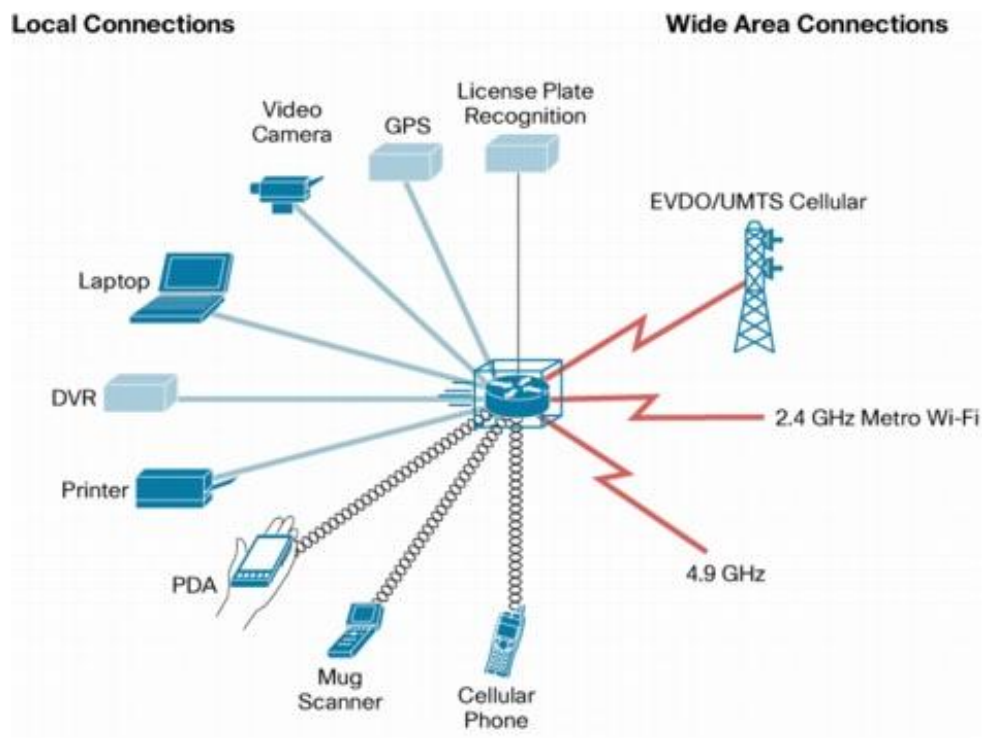 Local Connections
Wide Area Connections
License Plate
Recognition
Video
Camera
GPS
EVDO/UMTS Cellular
Laptop
DVR
2.4 GHz Metro Wi-Fi
Printer
4.9 GHz
PDA
Mug
Scanner
Cellular
Phone